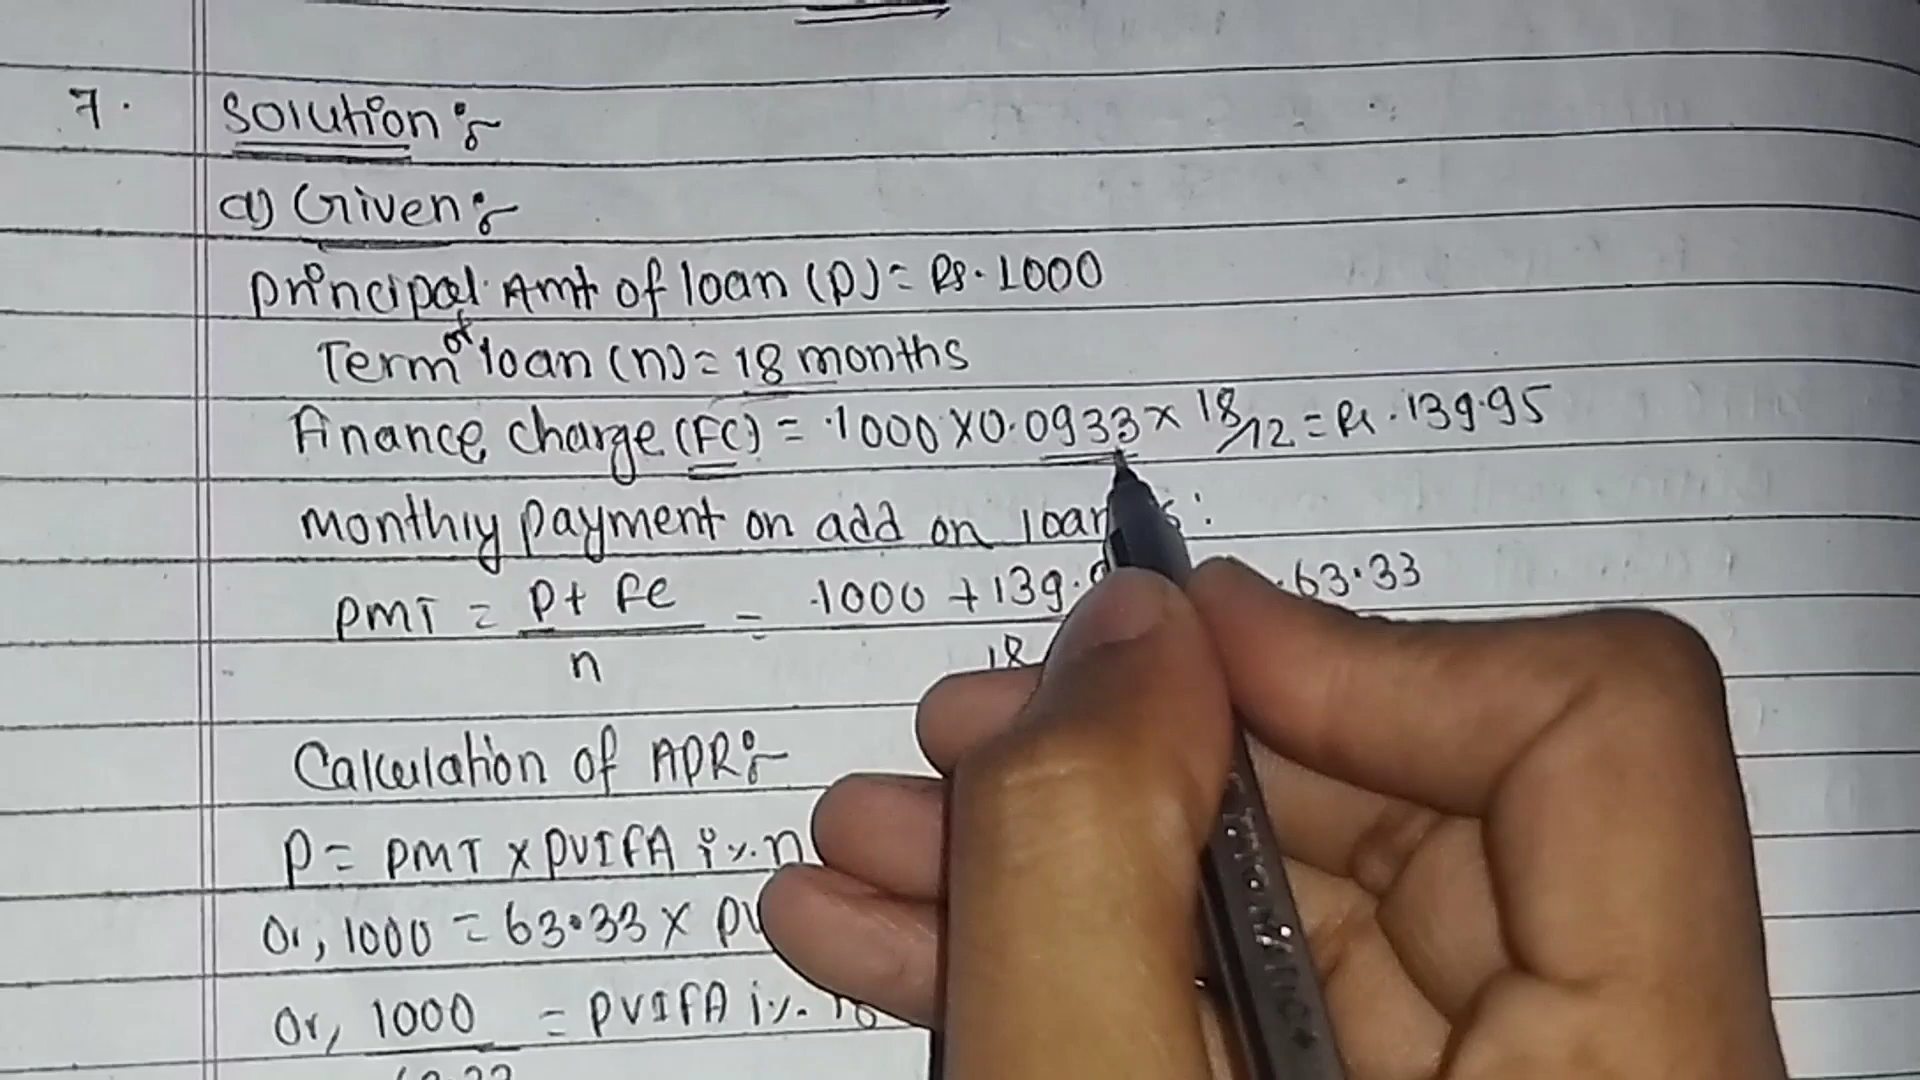 7. Solution :-
a) Given :-
Principal Amt of loan (P) = Rs. 1000
Term of loan (n) = 18 months
Finance charge (FC) = 1000 X 0.0933 x 18/12 = Rs. 139.95
monthly payment on add on loan :
PMT = P + FC / n = 1000 + 139. / 18 63.33
Calculation of APR :-
P = PMT x PVIFA i%. n
Or, 1000 = 63.33 X PV
Or, 1000 / = PVIFA i%.